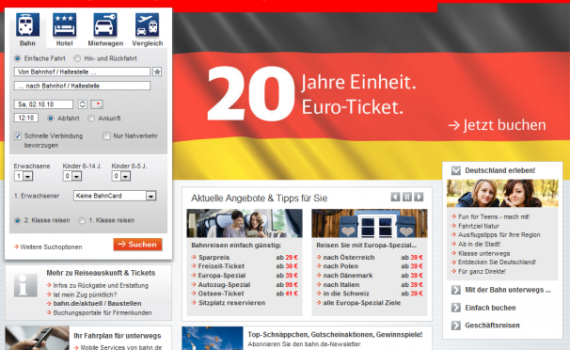 Bahn
Hotel
Mietwagen
Vergleich
Einfache Fahrt
Hin- und Rückfahrt
Von Bahnhof / Haltestelle ...
... nach Bahnhof / Haltestelle
Sa, 02.10.10
12:10
Abfahrt
Ankunft
Schnelle Verbindung
bevorzugen
Nur Nahverkehr
Erwachsene
Kinder 6-14 J.
Kinder 0-5 J.
1
0
0
1. Erwachsener
Keine BahnCard
2. Klasse reisen
1. Klasse reisen
Weitere Suchoptionen
Suchen
Mehr zu Reiseauskunft & Tickets
Infos zu Rückgabe und Erstattung
Ist mein Zug pünktlich?
bahn.de/aktuell / Baustellen
Buchungsportale für Firmenkunden
Ihr Fahrplan für unterwegs
Mobile Services von bahn.de
20 Jahre Einheit.
Euro-Ticket.
Jetzt buchen
Aktuelle Angebote & Tipps für Sie
Bahnreisen einfach günstig:
Sparpreis ab 29 €
Freizeit-Ticket ab 30 €
Europa-Spezial ab 39 €
Autozug-Spezial ab 99 €
Ostsee-Ticket ab 41 €
Sitzplatz reservieren
Reisen Sie mit Europa-Spezial...
nach Österreich ab 39 €
nach Polen ab 39 €
nach Dänemark ab 39 €
nach Italien ab 39 €
in die Schweiz ab 39 €
alle Europa-Spezial Ziele
Top-Schnäppchen, Gutscheinaktionen, Gewinnspiele!
Abonnieren Sie den bahn.de-Newsletter.
Deutschland erleben!
Fun for Teens - mach mit!
Fahrtziel Natur
Ausflugstipps für Ihre Region
Ab in die Stadt!
Klasse unterwegs
Entdecken Sie Deutschland!
Für ganz Direkte!
Mit der Bahn unterwegs ...
Einfach buchen
Geschäftsreisen